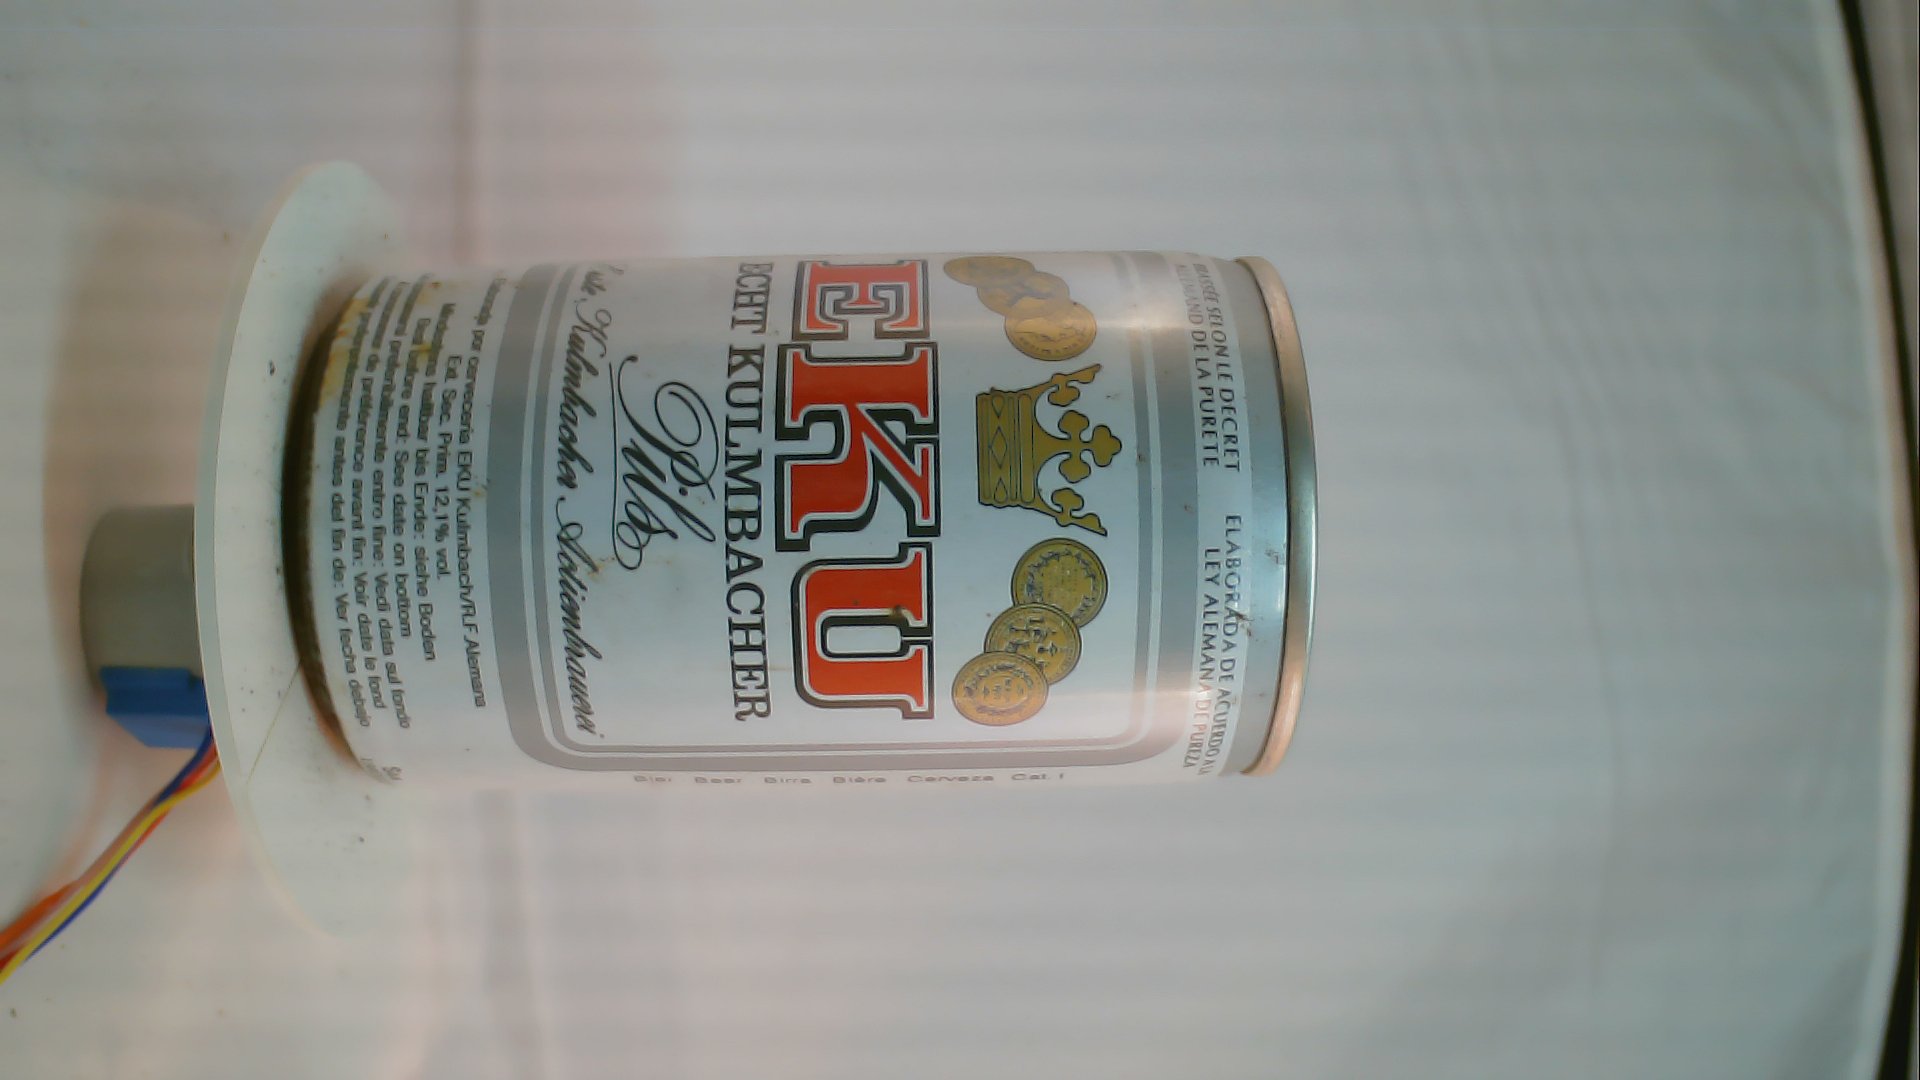 BRASSÉE SELON LE DECRET
ALLEMAND DE LA PURETÉ
ELABORADA DE ACUERDO A LA
LEY ALEMANA DE PUREZA
EKU
ECHT KULMBACHER
Pils
Erste Kulmbacher Actienbrauerei
Bier Beer Birra Bière Cerveza Cat. I
por cervecería EKU Kulmbach/R.F. Alemana
Ext. Sec. Prim. 12,1% vol.
Mindestens haltbar bis Ende: siehe Boden
Best before end: See date on bottom
preferibilmente entro fine: Vedi data sul fondo
de préférence avant fin: Voir date le fond
preferentemente antes del fin de: Ver fecha debajo